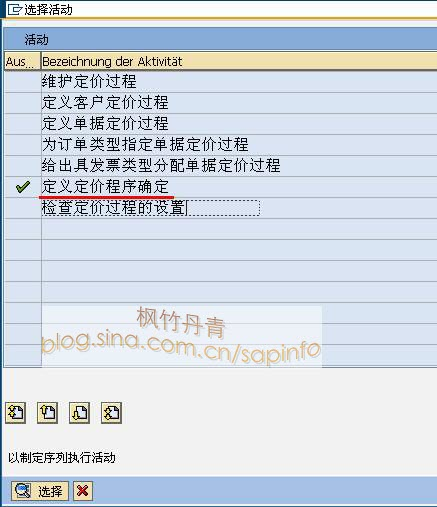 选择活动
活动
Aus... Bezeichnung der Aktivität
维护定价过程
定义客户定价过程
定义单据定价过程
为订单类型指定单据定价过程
给出具发票类型分配单据定价过程
定义定价程序确定
检查定价过程的设置
枫竹丹青
blog.sina.com.cn/sapinfo
以制定序列执行活动
选择